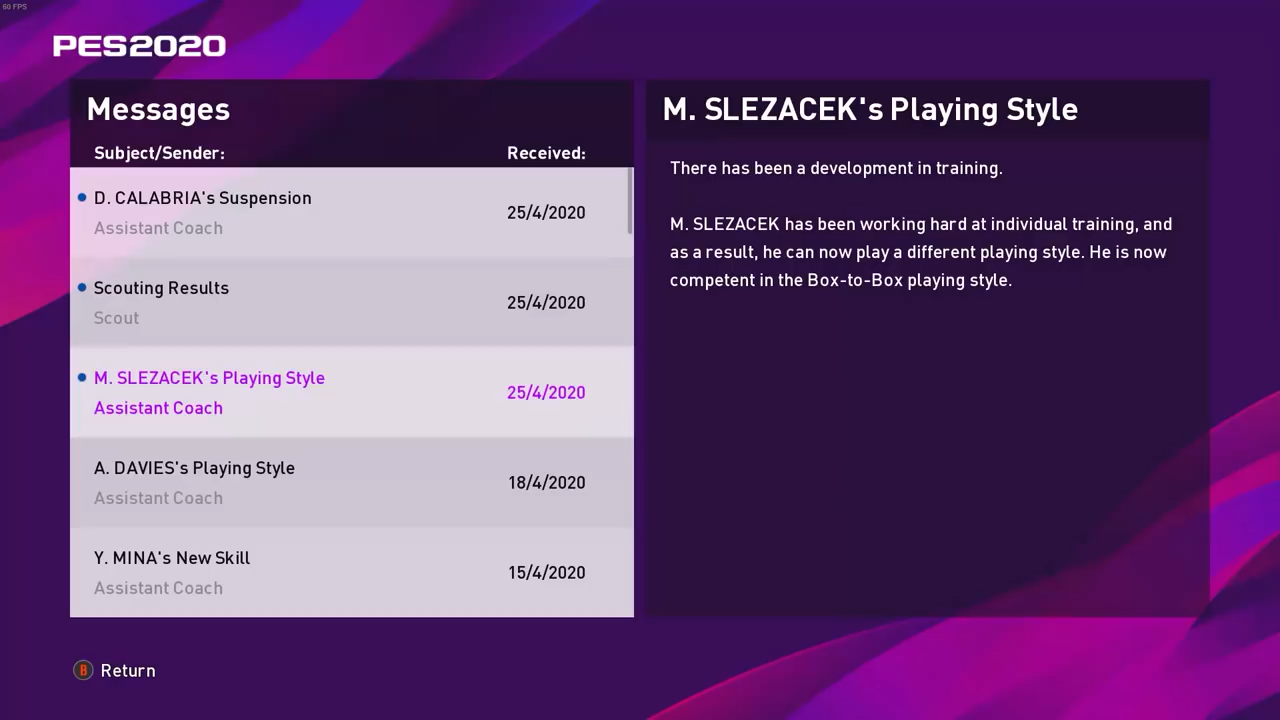 60 FPS
PES2020
Messages
Subject/Sender:
Received:
D. CALABRIA's Suspension
Assistant Coach
25/4/2020
Scouting Results
Scout
25/4/2020
M. SLEZACEK's Playing Style
Assistant Coach
25/4/2020
A. DAVIES's Playing Style
Assistant Coach
18/4/2020
Y. MINA's New Skill
Assistant Coach
15/4/2020
M. SLEZACEK's Playing Style
There has been a development in training.
M. SLEZACEK has been working hard at individual training, and
as a result, he can now play a different playing style. He is now
competent in the Box-to-Box playing style.
B Return